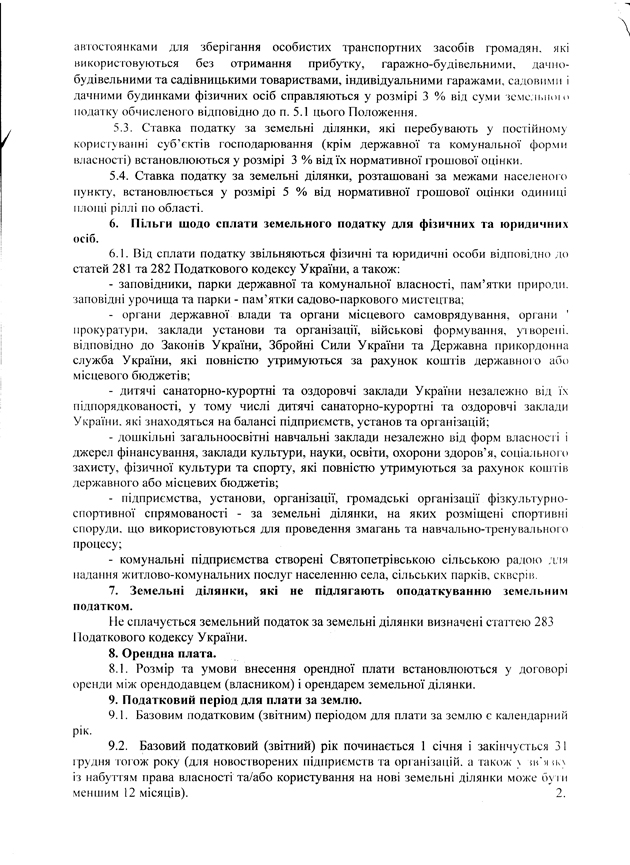 автостоянками для зберігання особистих транспортних засобів громадян, які
використовуються без отримання прибутку, гаражно-будівельними, дачно-
будівельними та садівницькими товариствами, індивідуальними гаражами, садовими і
дачними будинками фізичних осіб справляються у розмірі 3 % від суми земельного
податку обчисленого відповідно до п. 5.1 цього Положення.
5.3. Ставка податку за земельні ділянки, які перебувають у постійному
користуванні суб’єктів господарювання (крім державної та комунальної форми
власності) встановлюються у розмірі 3 % від їх нормативної грошової оцінки.
5.4. Ставка податку за земельні ділянки, розташовані за межами населеного
пункту, встановлюється у розмірі 5 % від нормативної грошової оцінки одиниці
площі ріллі по області.
6. Пільги щодо сплати земельного податку для фізичних та юридичних
осіб.
6.1. Від сплати податку звільняються фізичні та юридичні особи відповідно до
статей 281 та 282 Податкового кодексу України, а також:
- заповідники, парки державної та комунальної власності, пам’ятки природи,
заповідні урочища та парки - пам’ятки садово-паркового мистецтва;
- органи державної влади та органи місцевого самоврядування, органи
прокуратури, заклади установи та організації, військові формування, утворені
відповідно до Законів України, Збройні Сили України та Державна прикордонна
служба України, які повністю утримуються за рахунок коштів державного або
місцевого бюджетів;
- дитячі санаторно-курортні та оздоровчі заклади України незалежно від їх
підпорядкованості, у тому числі дитячі санаторно-курортні та оздоровчі заклади
України, які знаходяться на балансі підприємств, установ та організацій;
- дошкільні загальноосвітні навчальні заклади незалежно від форм власності і
джерел фінансування, заклади культури, науки, освіти, охорони здоров’я, соціального
захисту, фізичної культури та спорту, які повністю утримуються за рахунок коштів
державного або місцевих бюджетів;
- підприємства, установи, організації, громадські організації фізкультурно-
спортивної спрямованості - за земельні ділянки, на яких розміщені спортивні
споруди, що використовуються для проведення змагань та навчально-тренувального
процесу;
- комунальні підприємства створені Святопетрівською сільською радою для
надання житлово-комунальних послуг населенню села, сільських парків, скверів.
7. Земельні ділянки, які не підлягають оподаткуванню земельним
податком.
Не сплачується земельний податок за земельні ділянки визначені статтею 283
Податкового кодексу України.
8. Орендна плата.
8.1. Розмір та умови внесення орендної плати встановлюються у договорі
оренди між орендодавцем (власником) і орендарем земельної ділянки.
9. Податковий період для плати за землю.
9.1. Базовим податковим (звітним) періодом для плати за землю є календарний
рік.
9.2. Базовий податковий (звітний) рік починається 1 січня і закінчується 31
грудня тогож року (для новостворених підприємств та організацій, а також у зв'язку
із набуттям права власності та/або користування на нові земельні ділянки може бути
меншим 12 місяців).
2.